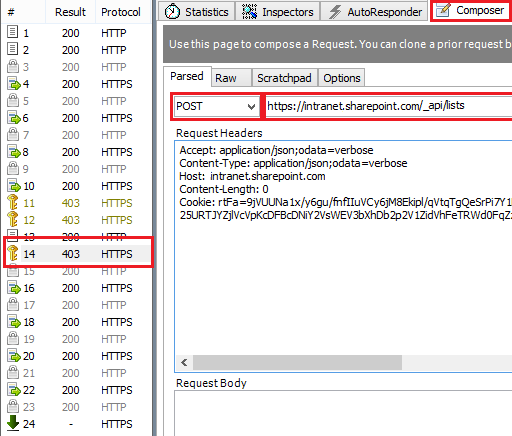 # Result Protocol
1 200 HTTP
2 200 HTTP
3 200 HTTP
4 200 HTTPS
5 200 HTTP
6 200 HTTPS
7 200 HTTP
8 200 HTTPS
9 200 HTTP
10 200 HTTPS
11 403 HTTPS
12 403 HTTPS
13 200 HTTP
14 403 HTTPS
15 200 HTTP
16 200 HTTPS
17 200 HTTP
18 200 HTTPS
19 200 HTTP
20 200 HTTPS
21 200 HTTP
22 200 HTTPS
23 200 HTTP
24 - HTTPS
Statistics Inspectors AutoResponder Composer
Use this page to compose a Request. You can clone a prior request b
Parsed Raw Scratchpad Options
POST https://intranet.sharepoint.com/_api/lists
Request Headers
Accept: application/json;odata=verbose
Content-Type: application/json;odata=verbose
Host: intranet.sharepoint.com
Content-Length: 0
Cookie:
Request Body